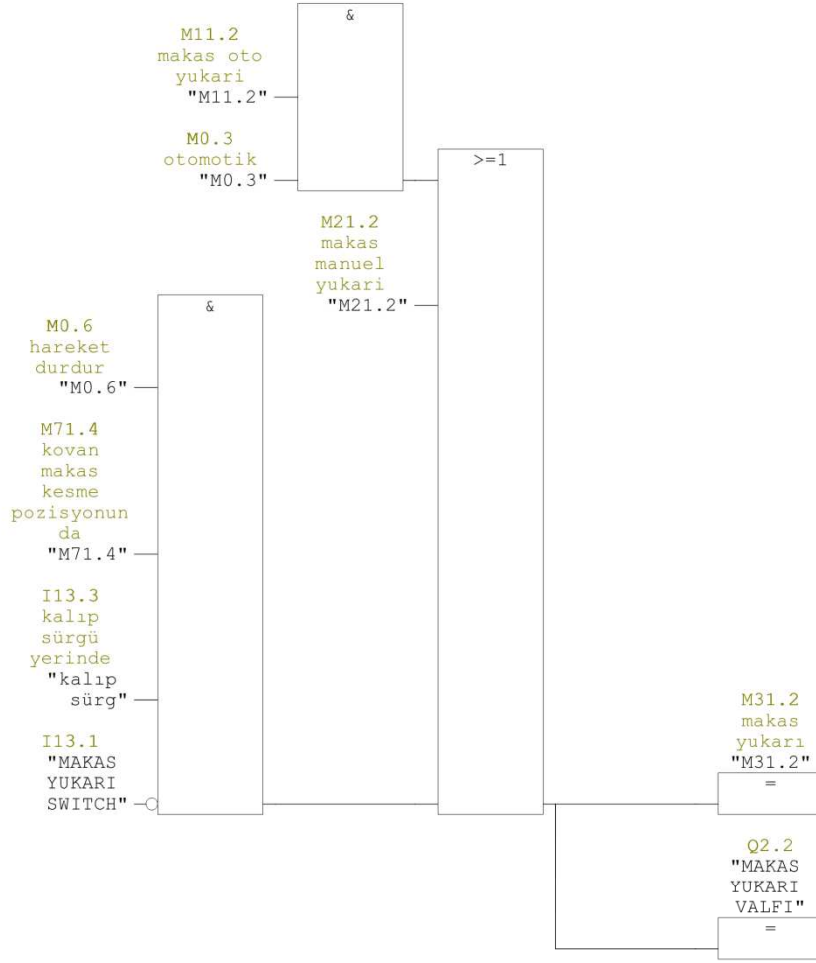 &
M11.2
makas oto
yukari
"M11.2"
M0.3
otomotik
"M0.3"
>=1
M21.2
makas
manuel
yukari
"M21.2"
&
M0.6
hareket
durdur
"M0.6"
M71.4
kovan
makas
kesme
pozisyonun
da
"M71.4"
I13.3
kalıp
sürgü
yerinde
"kalıp
sürg"
I13.1
"MAKAS
YUKARI
SWITCH"
M31.2
makas
yukarı
"M31.2"
=
Q2.2
"MAKAS
YUKARI
VALFI"
=